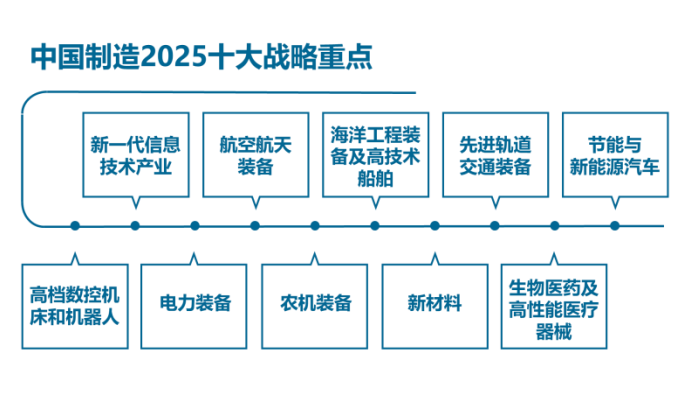 中国制造2025十大战略重点
新一代信息
技术产业
航空航天
装备
海洋工程装
备及高技术
船舶
先进轨道
交通装备
节能与
新能源汽车
高档数控机
床和机器人
电力装备
农机装备
新材料
生物医药及
高性能医疗
器械